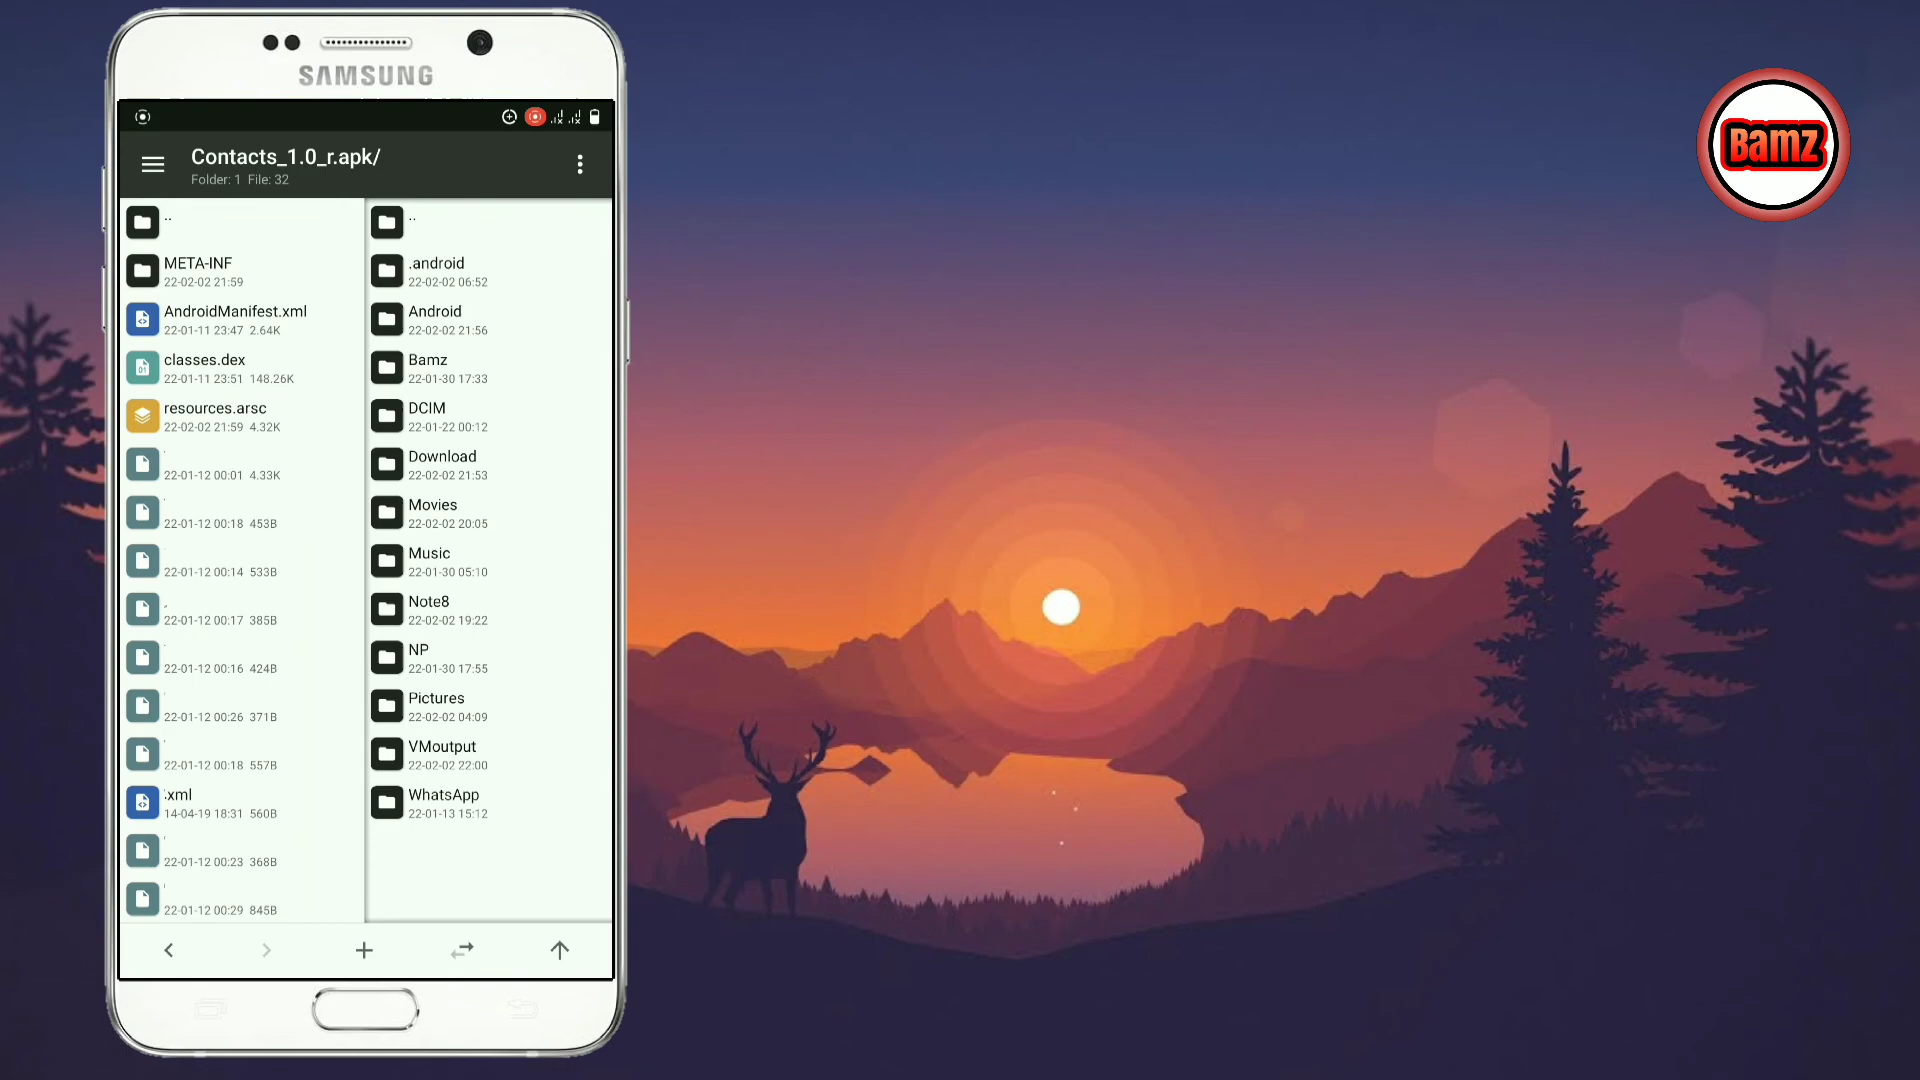 SAMSUNG
Contacts_1.0_r.apk/
Folder: 1 File: 32
..
META-INF
22-02-02 21:59
AndroidManifest.xml
22-01-11 23:47 2.64K
classes.dex
22-01-11 23:51 148.26K
resources.arsc
22-02-02 21:59 4.32K
22-01-12 00:01 4.33K
22-01-12 00:18 453B
22-01-12 00:14 533B
22-01-12 00:17 385B
22-01-12 00:16 424B
22-01-12 00:26 371B
22-01-12 00:18 557B
.xml
14-04-19 18:31 560B
22-01-12 00:23 368B
22-01-12 00:29 845B
..
.android
22-02-02 06:52
Android
22-02-02 21:56
Bamz
22-01-30 17:33
DCIM
22-01-22 00:12
Download
22-02-02 21:53
Movies
22-02-02 20:05
Music
22-01-30 05:10
Note8
22-02-02 19:22
NP
22-01-30 17:55
Pictures
22-02-02 04:09
VMoutput
22-02-02 22:00
WhatsApp
22-01-13 15:12
Bamz